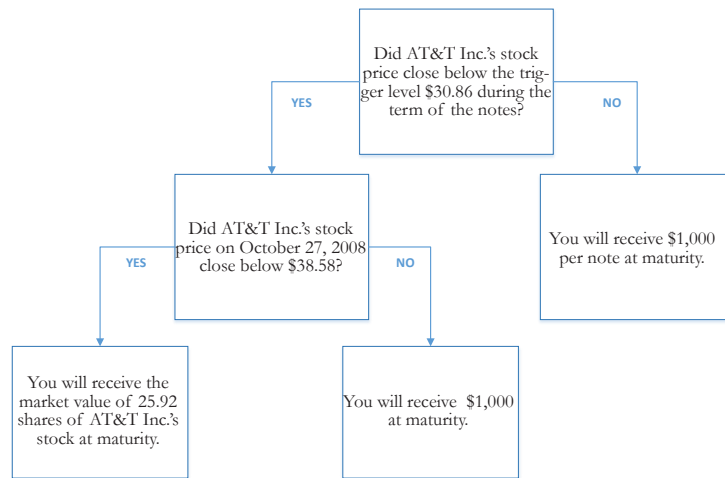 Did AT&T Inc.'s stock
price close below the trig-
ger level $30.86 during the
term of the notes?
YES
NO
Did AT&T Inc.'s stock
price on October 27, 2008
close below $38.58?
You will receive $1,000
per note at maturity.
YES
NO
You will receive the
market value of 25.92
shares of AT&T Inc.'s
stock at maturity.
You will receive $1,000
at maturity.